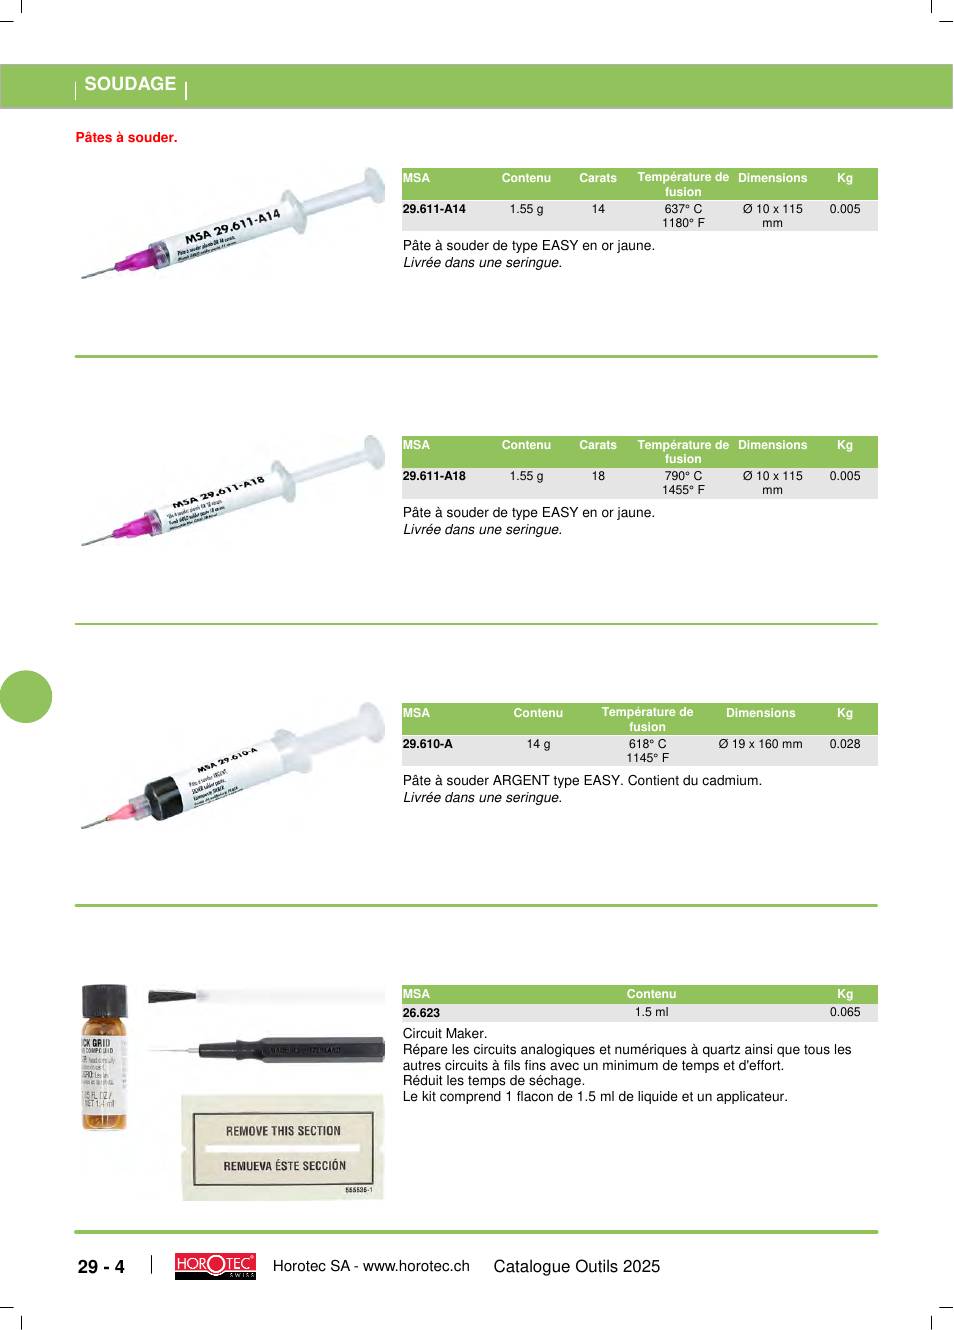 SOUDAGE
Pâtes à souder.
MSA 29.611-A14
MSA Contenu Carats Température de fusion Dimensions Kg
29.611-A14 1.55 g 14 637° C 1180° F Ø 10 x 115 mm 0.005
Pâte à souder de type EASY en or jaune.
Livrée dans une seringue.
MSA 29.611-A18
MSA Contenu Carats Température de fusion Dimensions Kg
29.611-A18 1.55 g 18 790° C 1455° F Ø 10 x 115 mm 0.005
Pâte à souder de type EASY en or jaune.
Livrée dans une seringue.
MSA 29.610-A
MSA Contenu Température de fusion Dimensions Kg
29.610-A 14 g 618° C 1145° F Ø 19 x 160 mm 0.028
Pâte à souder ARGENT type EASY. Contient du cadmium.
Livrée dans une seringue.
CK GRID
REMOVE THIS SECTION
REMUEVA ÉSTE SECCIÓN
555536-1
MSA Contenu Kg
26.623 1.5 ml 0.065
Circuit Maker.
Répare les circuits analogiques et numériques à quartz ainsi que tous les
autres circuits à fils fins avec un minimum de temps et d'effort.
Réduit les temps de séchage.
Le kit comprend 1 flacon de 1.5 ml de liquide et un applicateur.
29 - 4
HOROTEC
SWISS
Horotec SA - www.horotec.ch
Catalogue Outils 2025